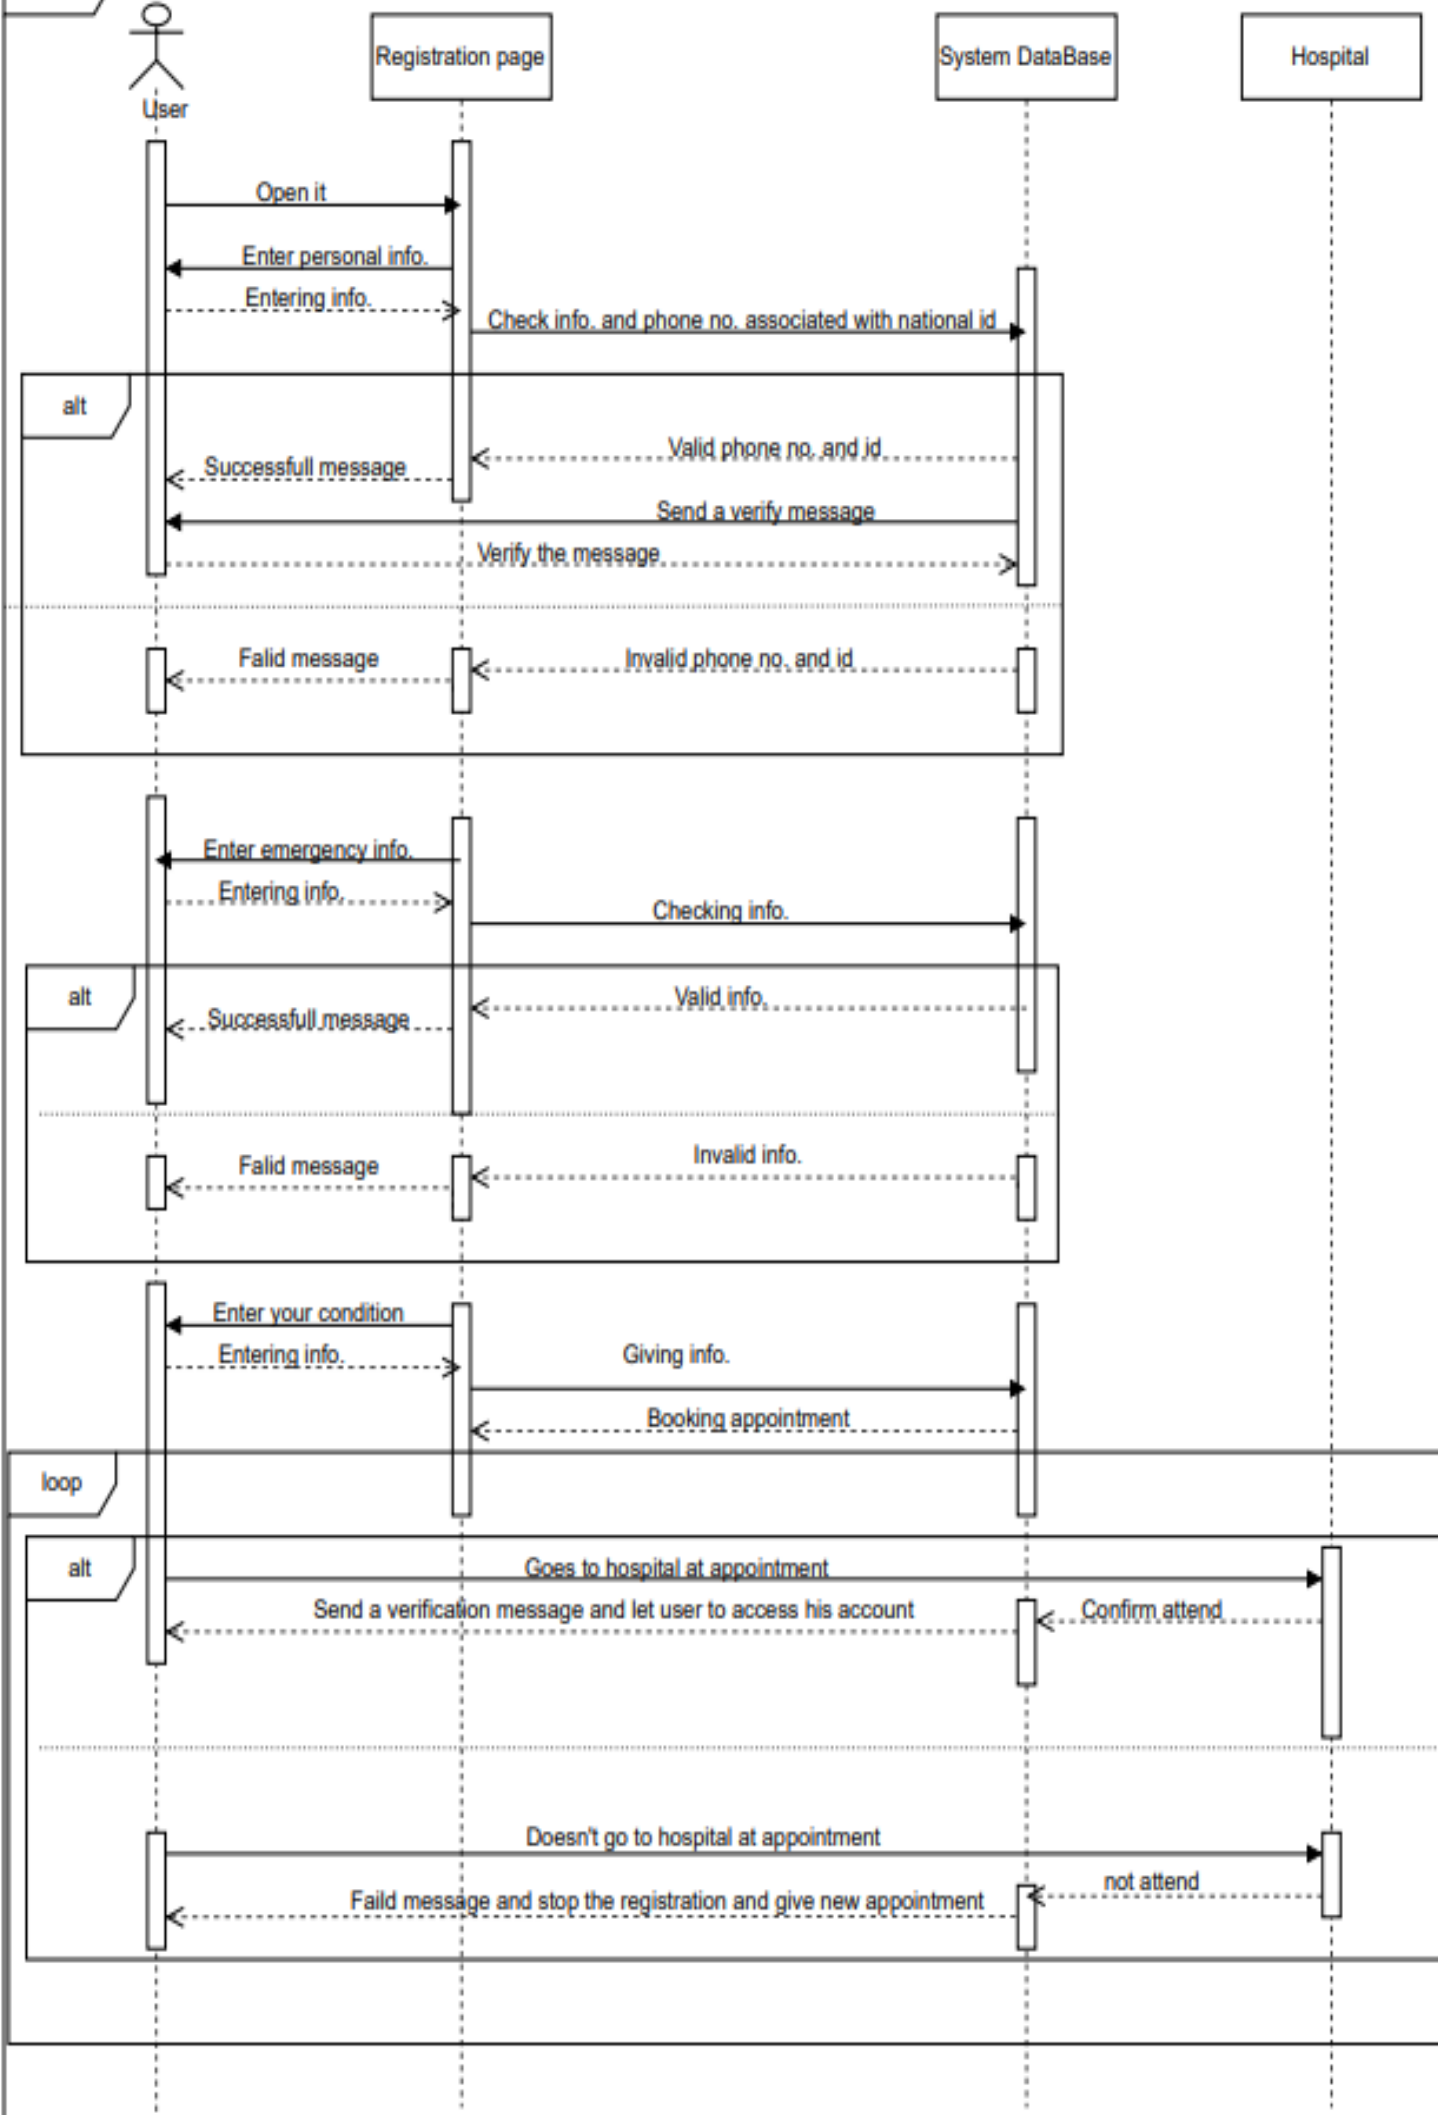 User
Registration page
System DataBase
Hospital
Open it
Enter personal info.
Entering info.
Check info. and phone no. associated with national id
alt
Valid phone no. and id
Successfull message
Send a verify message
Verify the message
Falid message
Invalid phone no. and id
Enter emergency info.
Entering info.
Checking info.
alt
Valid info.
Successfull message
Invalid info.
Falid message
Enter your condition
Entering info.
Giving info.
Booking appointment
loop
alt
Goes to hospital at appointment
Send a verification message and let user to access his account
Confirm attend
Doesn't go to hospital at appointment
not attend
Faild message and stop the registration and give new appointment